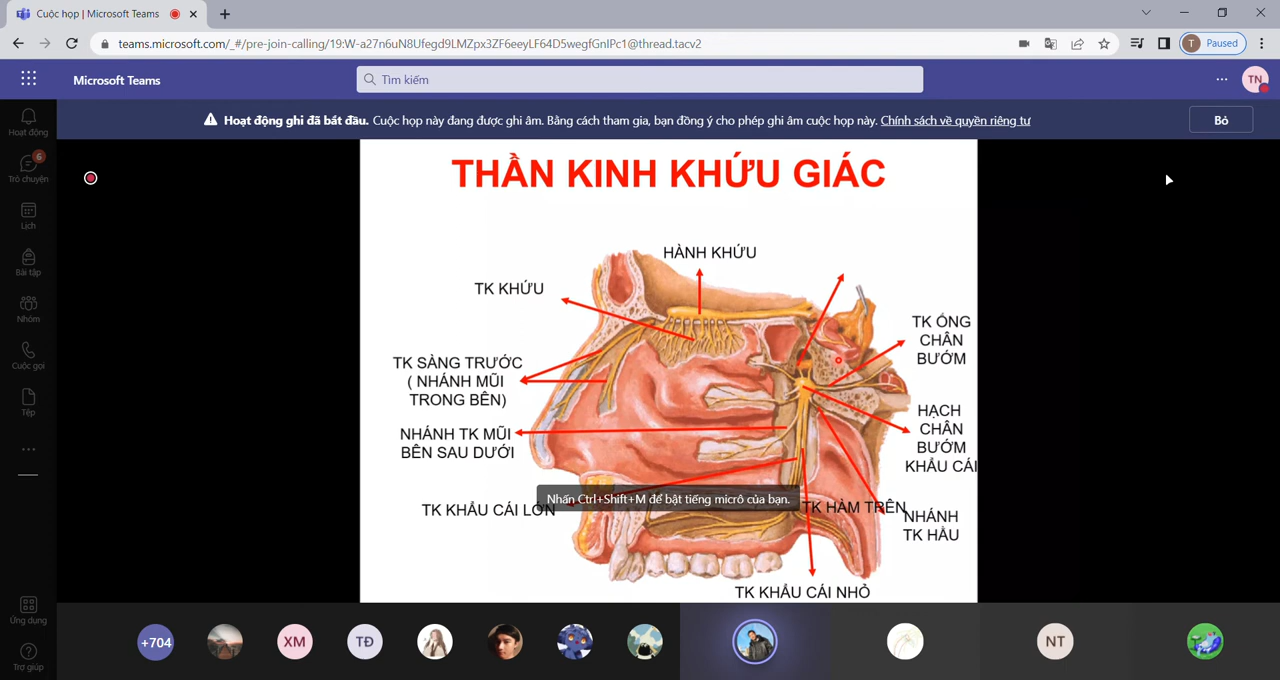 Cuộc họp | Microsoft Teams
teams.microsoft.com/_#/pre-join-calling/19:W-a27n6uN8Ufegd9LMZpx3ZF6eeyLF64D5wegfGnIPc1@thread.tacv2
T
Paused
Microsoft Teams
Tìm kiếm
TN
Hoạt động ghi đã bắt đầu. Cuộc họp này đang được ghi âm. Bằng cách tham gia, bạn đồng ý cho phép ghi âm cuộc họp này. Chính sách về quyền riêng tư
Bỏ
Hoạt động
6
Trò chuyện
Lịch
Bài tập
Nhóm
Cuộc gọi
Tệp
Ứng dụng
Trợ giúp
THẦN KINH KHỨU GIÁC
HÀNH KHỨU
TK KHỨU
TK ỐNG
CHÂN
BƯỚM
TK SÀNG TRƯỚC
( NHÁNH MŨI
TRONG BÊN)
HẠCH
CHÂN
BƯỚM
KHẨU CÁI
NHÁNH TK MŨI
BÊN SAU DƯỚI
Nhấn Ctrl+Shift+M để bật tiếng micrô của bạn.
TK KHẨU CÁI LỚN
TK HÀM TRÊN
NHÁNH
TK HẦU
TK KHẨU CÁI NHỎ
+704
XM
TĐ
NT